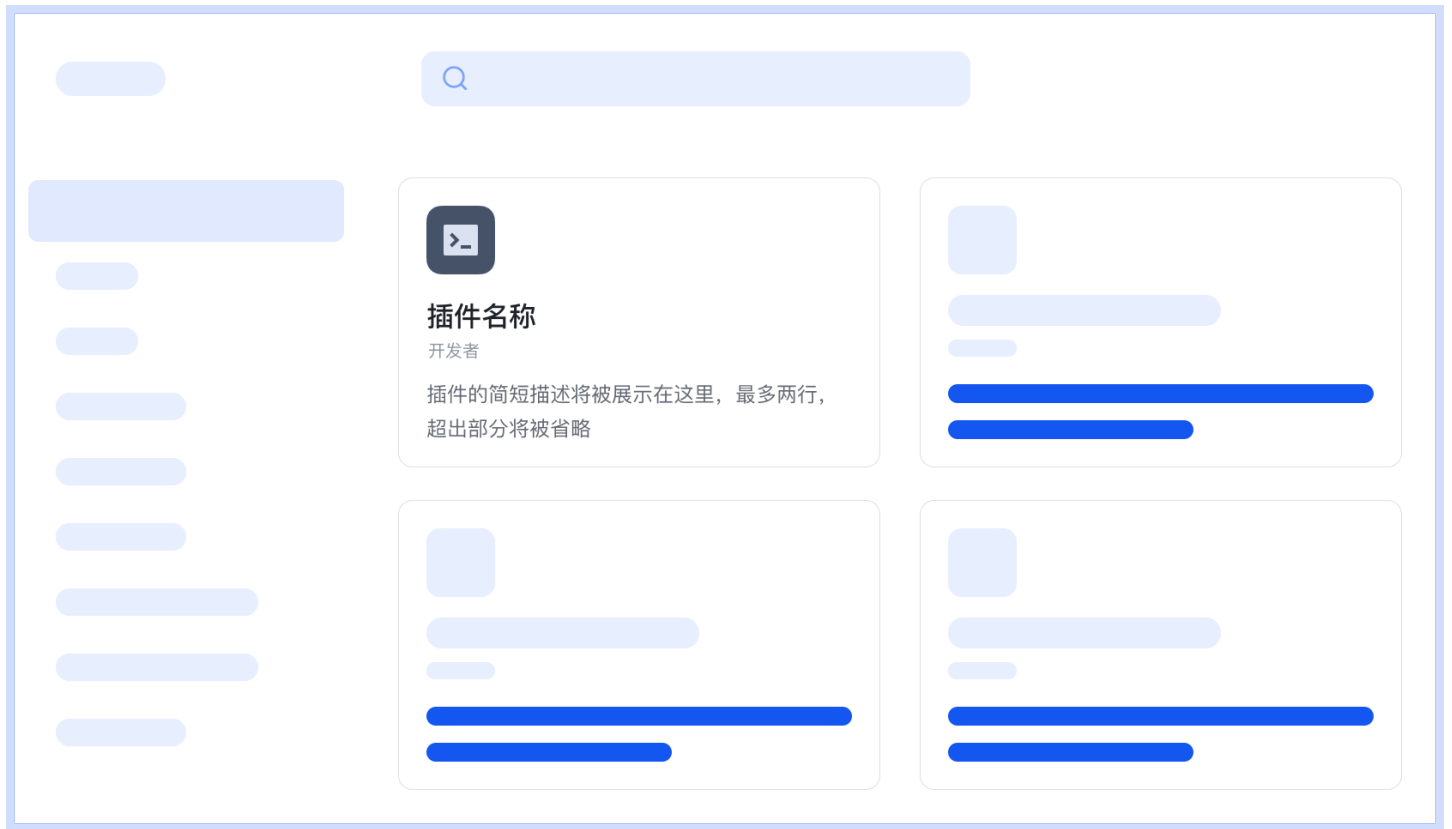 插件名称
开发者
插件的简短描述将被展示在这里，最多两行，
超出部分将被省略